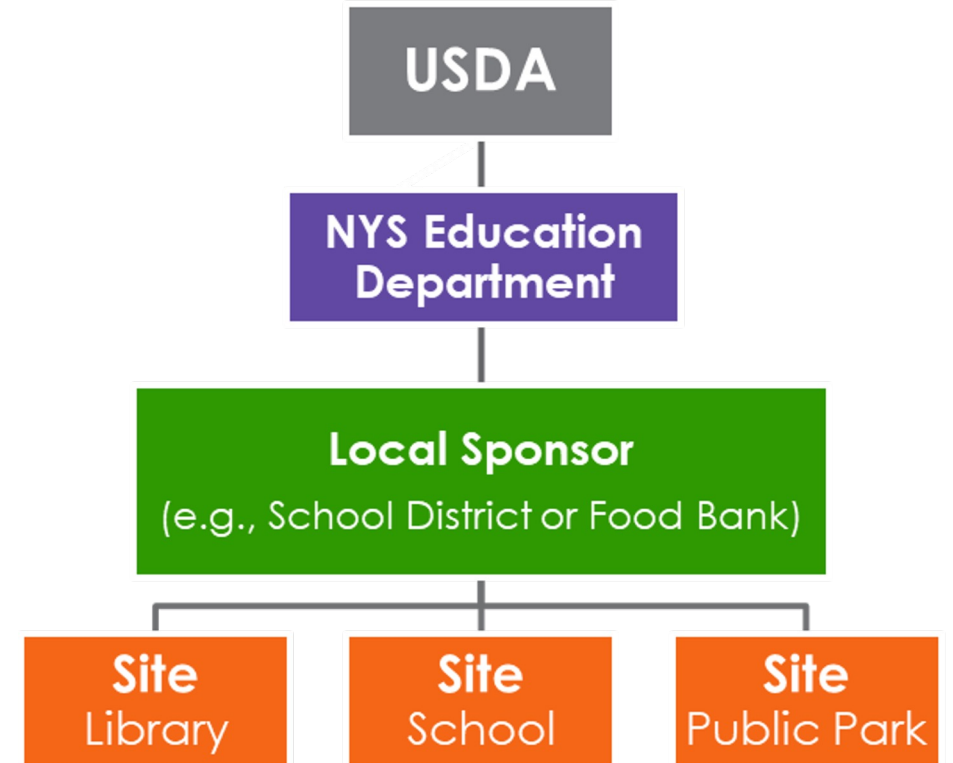 USDA
NYS Education
Department
Local Sponsor
(e.g., School District or Food Bank)
Site
Library
Site
School
Site
Public Park